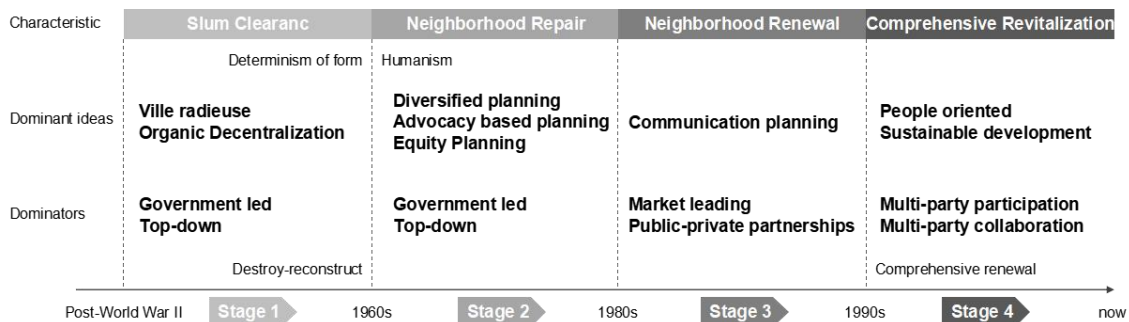 Characteristic Slum Clearanc Neighborhood Repair Neighborhood Renewal Comprehensive Revitalization
Determinism of form Humanism
Dominant ideas
Ville radieuse
Organic Decentralization
Diversified planning
Advocacy based planning
Equity Planning
Communication planning
People oriented
Sustainable development
Dominators
Government led
Top-down
Government led
Top-down
Market leading
Public-private partnerships
Multi-party participation
Multi-party collaboration
Destroy-reconstruct Comprehensive renewal
Post-World War II Stage 1 1960s Stage 2 1980s Stage 3 1990s Stage 4 now